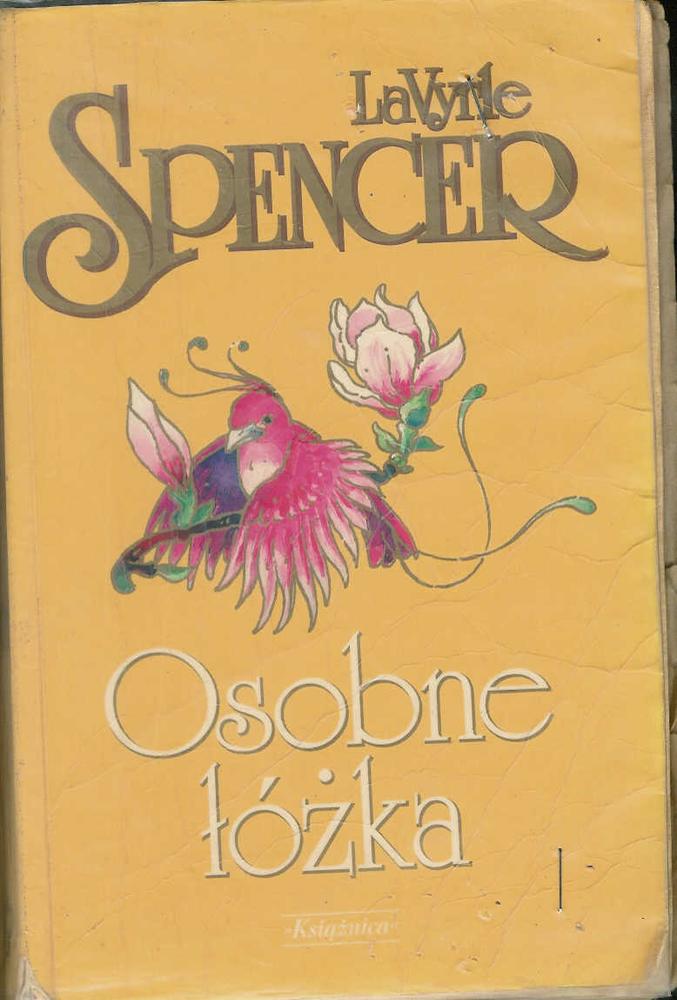 LaVyrle
SPENCER
Osobne
łóżka
»Książnica«